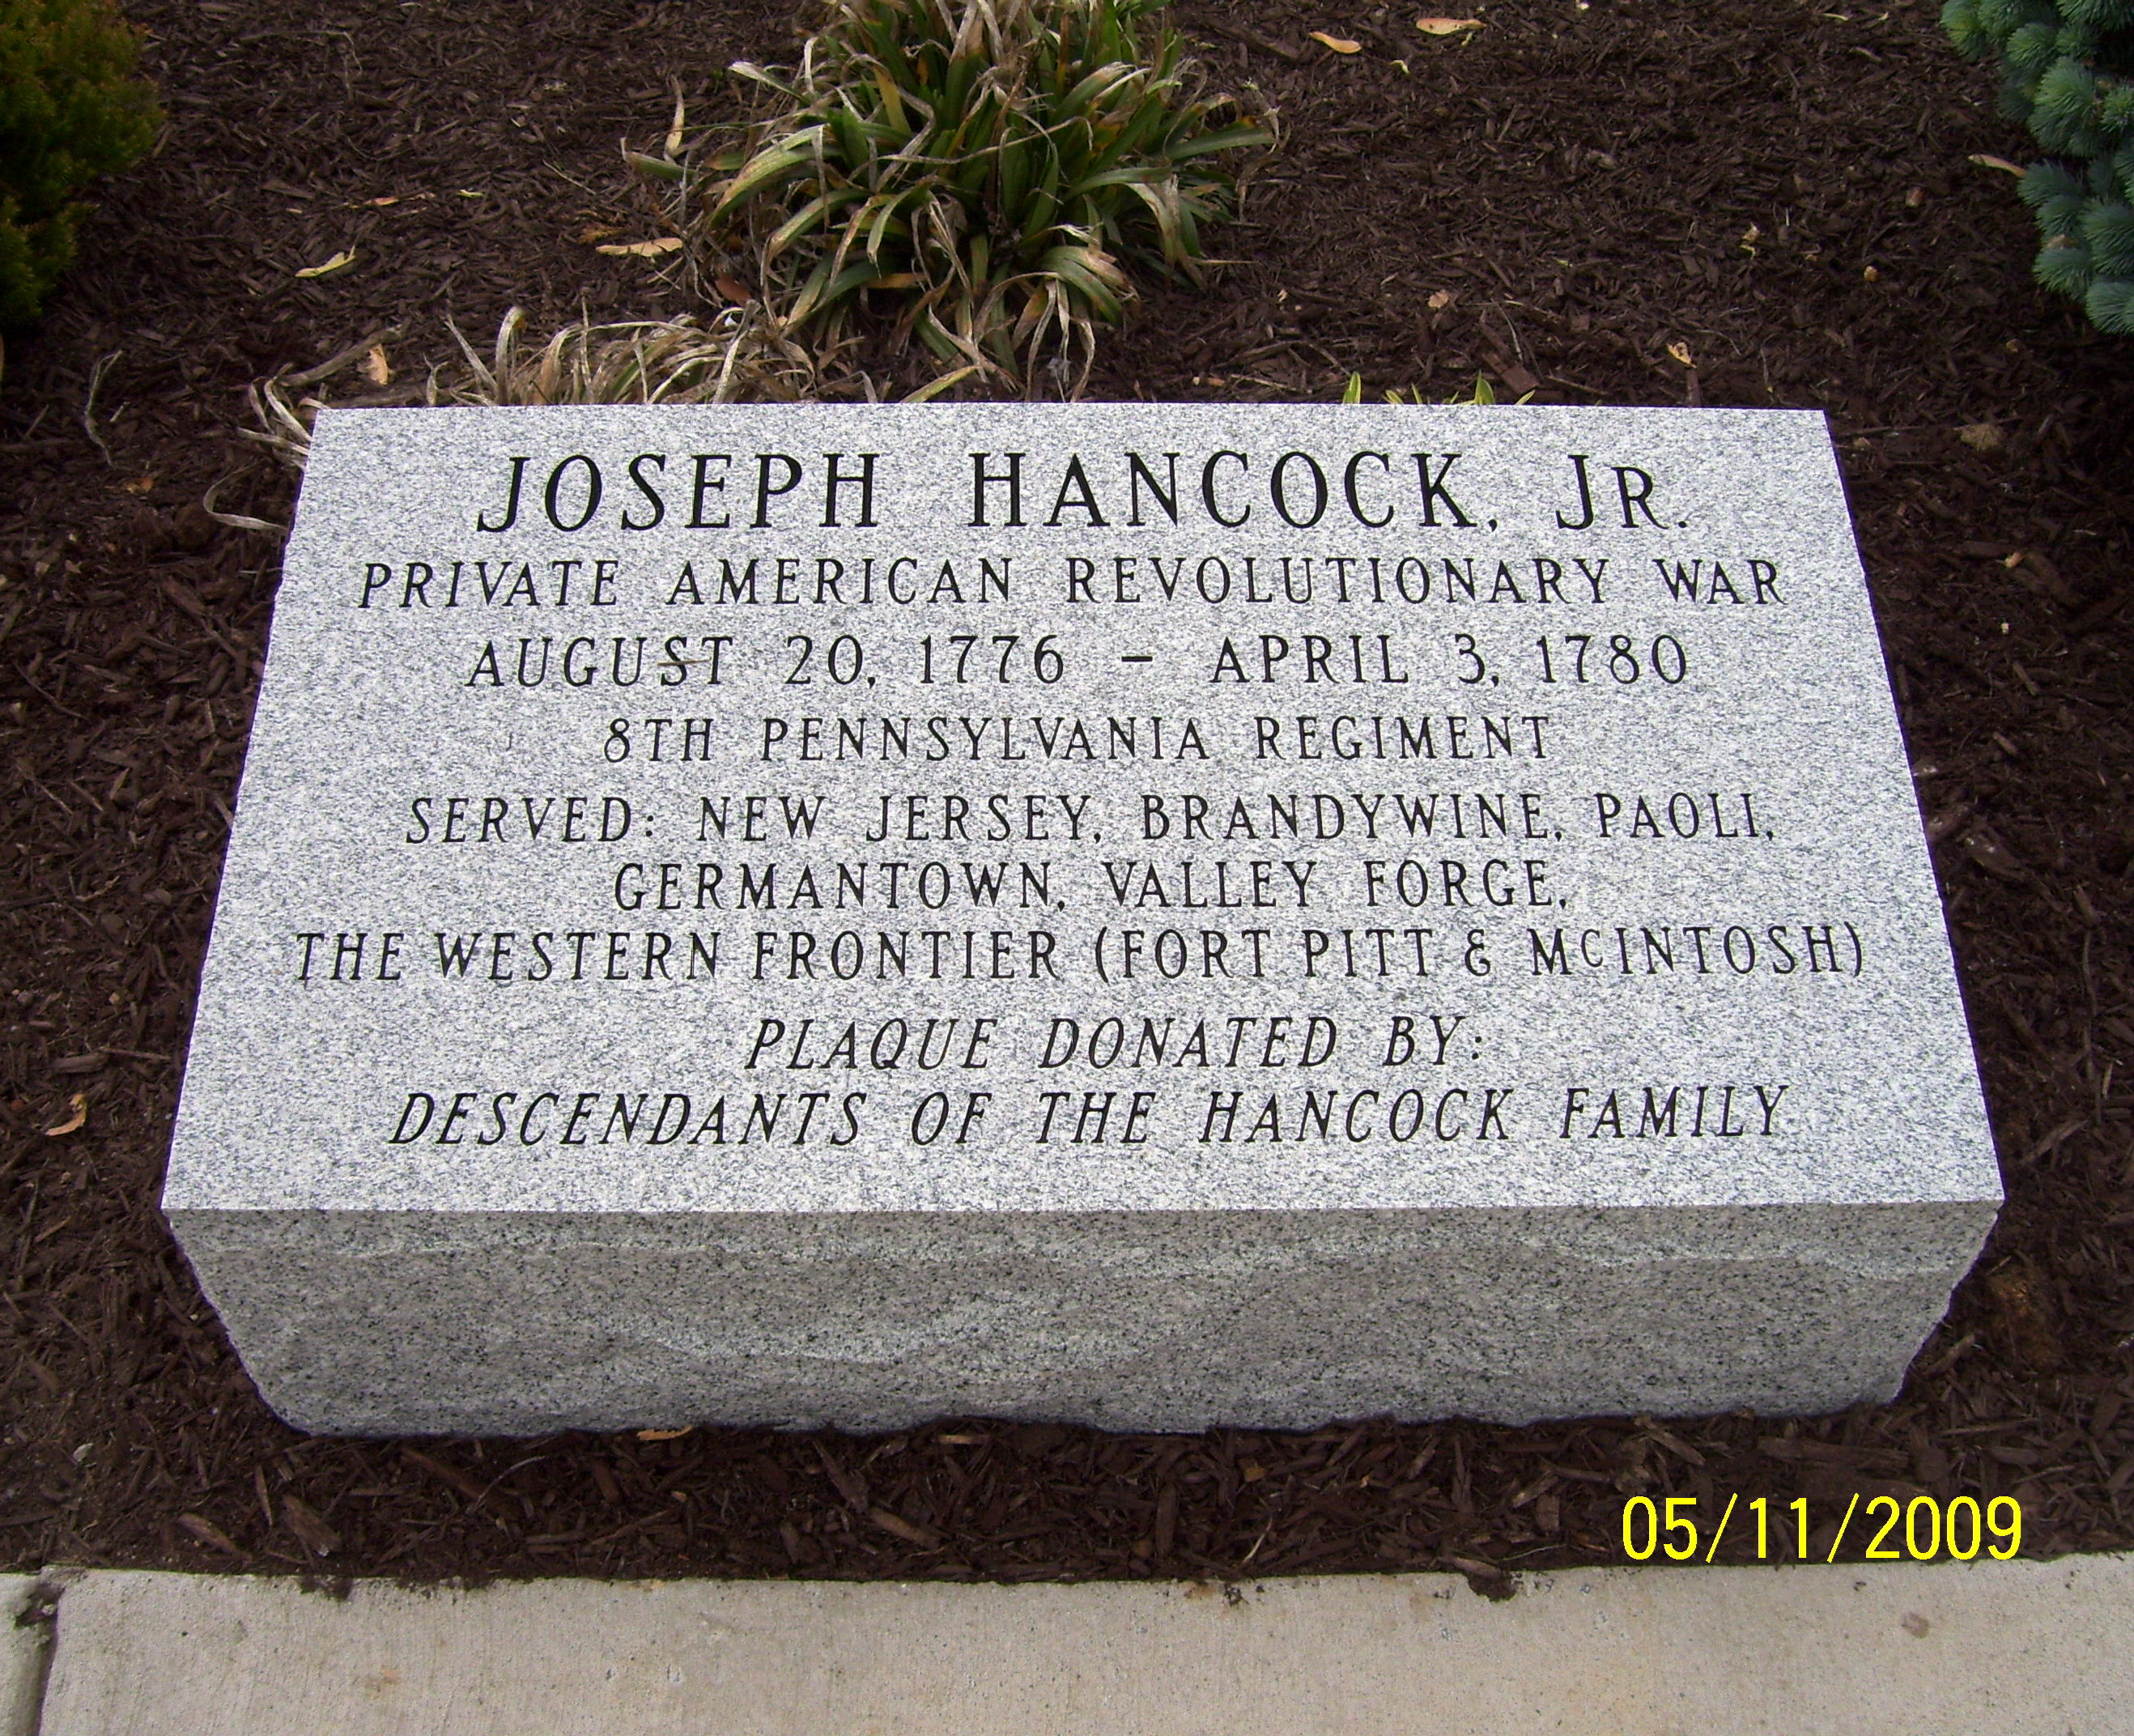 JOSEPH HANCOCK, JR.
PRIVATE AMERICAN REVOLUTIONARY WAR
AUGUST 20, 1776 - APRIL 3, 1780
8TH PENNSYLVANIA REGIMENT
SERVED: NEW JERSEY, BRANDYWINE, PAOLI,
GERMANTOWN, VALLEY FORGE,
THE WESTERN FRONTIER (FORT PITT & MCINTOSH)
PLAQUE DONATED BY:
DESCENDANTS OF THE HANCOCK FAMILY
05/11/2009